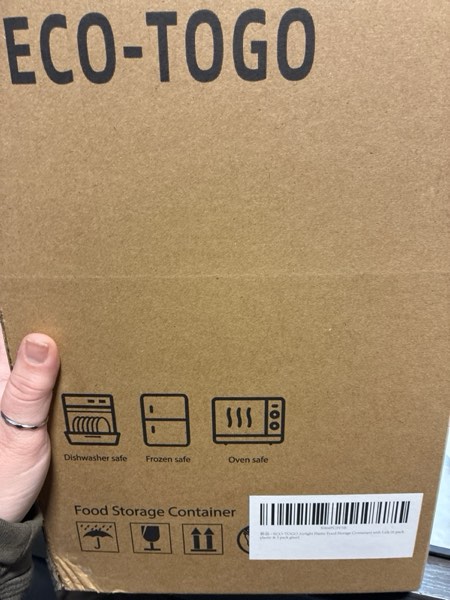 ECO-TOGO
Dishwasher safe
Frozen safe
Oven safe
Food Storage Container